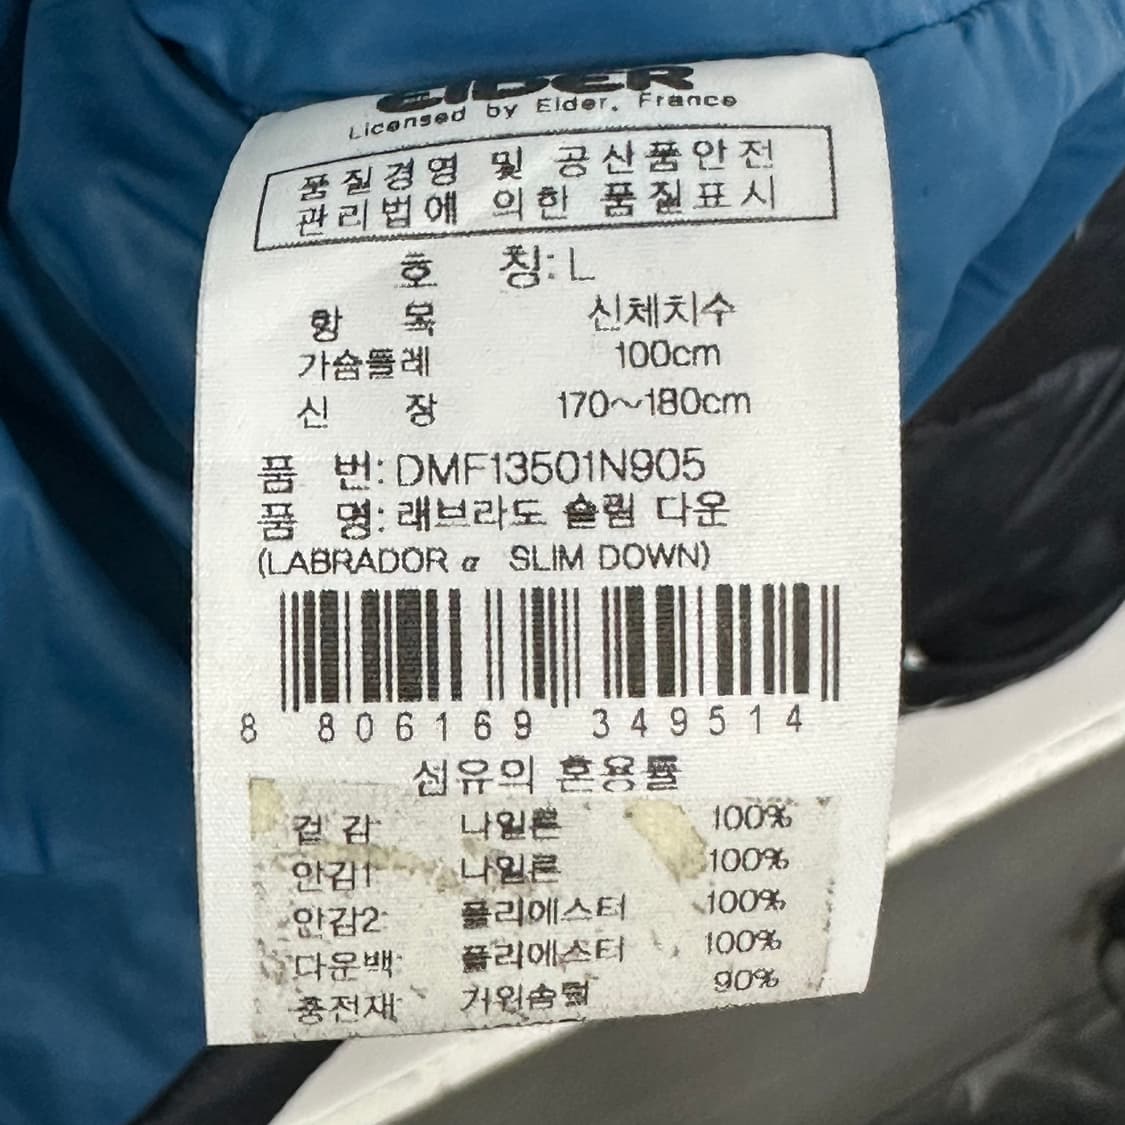 EIDER
Licensed by Eider, France
품질경영 및 공산품안전
관리법에 의한 품질표시
호 칭: L
항 목 신체치수
가슴둘레 100cm
신 장 170~180cm
품 번: DMF13501N905
품 명: 래브라도 슬림 다운
(LABRADOR α SLIM DOWN)
8 806169 349514
섬유의 혼용률
겉감 나일론 100%
안감1 나일론 100%
안감2 폴리에스터 100%
다운백 폴리에스터 100%
충전재 거위솜털 90%